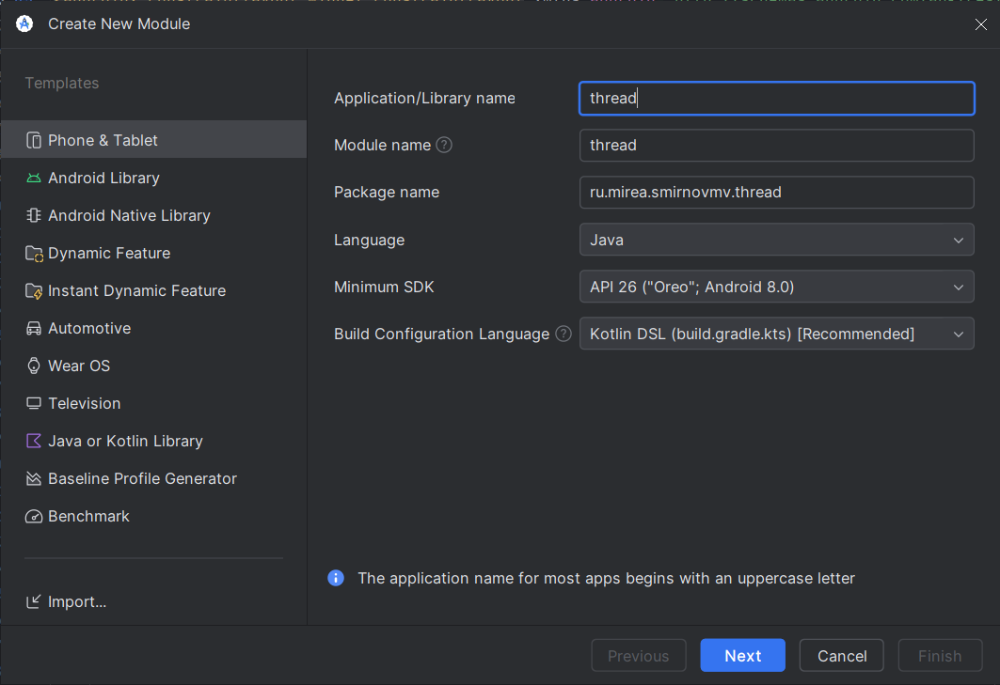 Create New Module
Templates
Phone & Tablet
Android Library
Android Native Library
Dynamic Feature
Instant Dynamic Feature
Automotive
Wear OS
Television
Java or Kotlin Library
Baseline Profile Generator
Benchmark
Import...
Application/Library name
thread
Module name ?
thread
Package name
ru.mirea.smirnovmv.thread
Language
Java
Minimum SDK
API 26 ("Oreo"; Android 8.0)
Build Configuration Language ?
Kotlin DSL (build.gradle.kts) [Recommended]
The application name for most apps begins with an uppercase letter
Previous
Next
Cancel
Finish